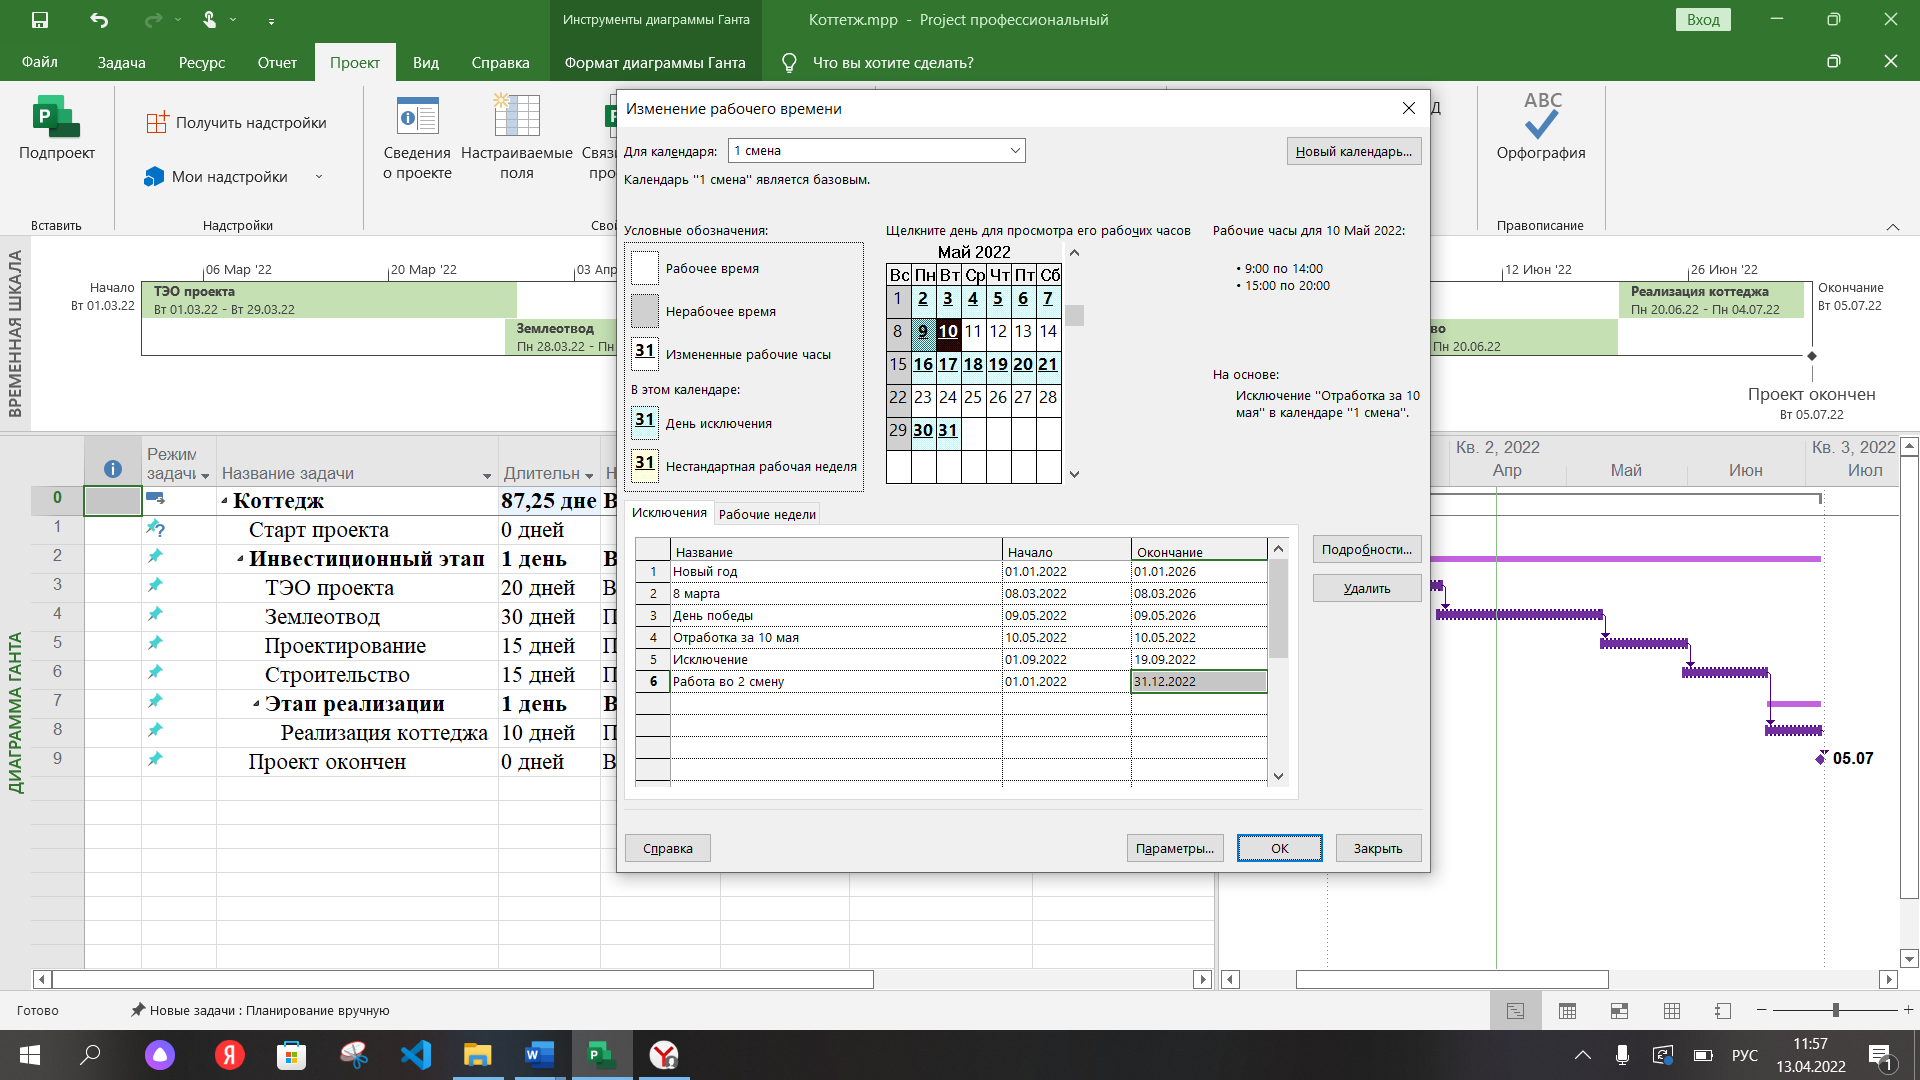 Инструменты диаграммы Ганта
Коттетж.mpp - Project профессиональный
Вход
Файл
Задача
Ресурс
Отчет
Проект
Вид
Справка
Формат диаграммы Ганта
Что вы хотите сделать?
Подпроект
Вставить
Получить надстройки
Мои надстройки
Надстройки
Сведения
о проекте
Настраиваемые
поля
ABC
Орфография
Правописание
ВРЕМЕННАЯ ШКАЛА
06 Мар '22
20 Мар '22
03 Апр
12 Июн '22
26 Июн '22
Начало
Вт 01.03.22
ТЭО проекта
Вт 01.03.22 - Вт 29.03.22
Землеотвод
Пн 28.03.22 - Пн
Реализация коттеджа
Пн 20.06.22 - Пн 04.07.22
во
Пн 20.06.22
Окончание
Вт 05.07.22
Проект окончен
Вт 05.07.22
Изменение рабочего времени
Для календаря:
1 смена
Новый календарь...
Календарь "1 смена" является базовым.
Условные обозначения:
Рабочее время
Нерабочее время
31 Измененные рабочие часы
В этом календаре:
31 День исключения
31 Нестандартная рабочая неделя
Щелкните день для просмотра его рабочих часов
Май 2022
Вс Пн Вт Ср Чт Пт Сб
1 2 3 4 5 6 7
8 9 10 11 12 13 14
15 16 17 18 19 20 21
22 23 24 25 26 27 28
29 30 31
Рабочие часы для 10 Май 2022:
• 9:00 по 14:00
• 15:00 по 20:00
На основе:
Исключение "Отработка за 10
мая" в календаре "1 смена".
Исключения
Рабочие недели
Название Начало Окончание
1 Новый год 01.01.2022 01.01.2026
2 8 марта 08.03.2022 08.03.2026
3 День победы 09.05.2022 09.05.2026
4 Отработка за 10 мая 10.05.2022 10.05.2022
5 Исключение 01.09.2022 19.09.2022
6 Работа во 2 смену 01.01.2022 31.12.2022
Подробности...
Удалить
Справка
Параметры...
ОК
Закрыть
ДИАГРАММА ГАНТА
Режим
задачи
Название задачи
Длительн
Н
0 Коттедж 87,25 дне В
1 Старт проекта 0 дней
2 Инвестиционный этап 1 день В
3 ТЭО проекта 20 дней В
4 Землеотвод 30 дней П
5 Проектирование 15 дней П
6 Строительство 15 дней П
7 Этап реализации 1 день В
8 Реализация коттеджа 10 дней П
9 Проект окончен 0 дней В
Кв. 2, 2022
Кв. 3, 2022
Апр
Май
Июн
Июл
05.07
Готово
Новые задачи : Планирование вручную
РУС
11:57
13.04.2022
1